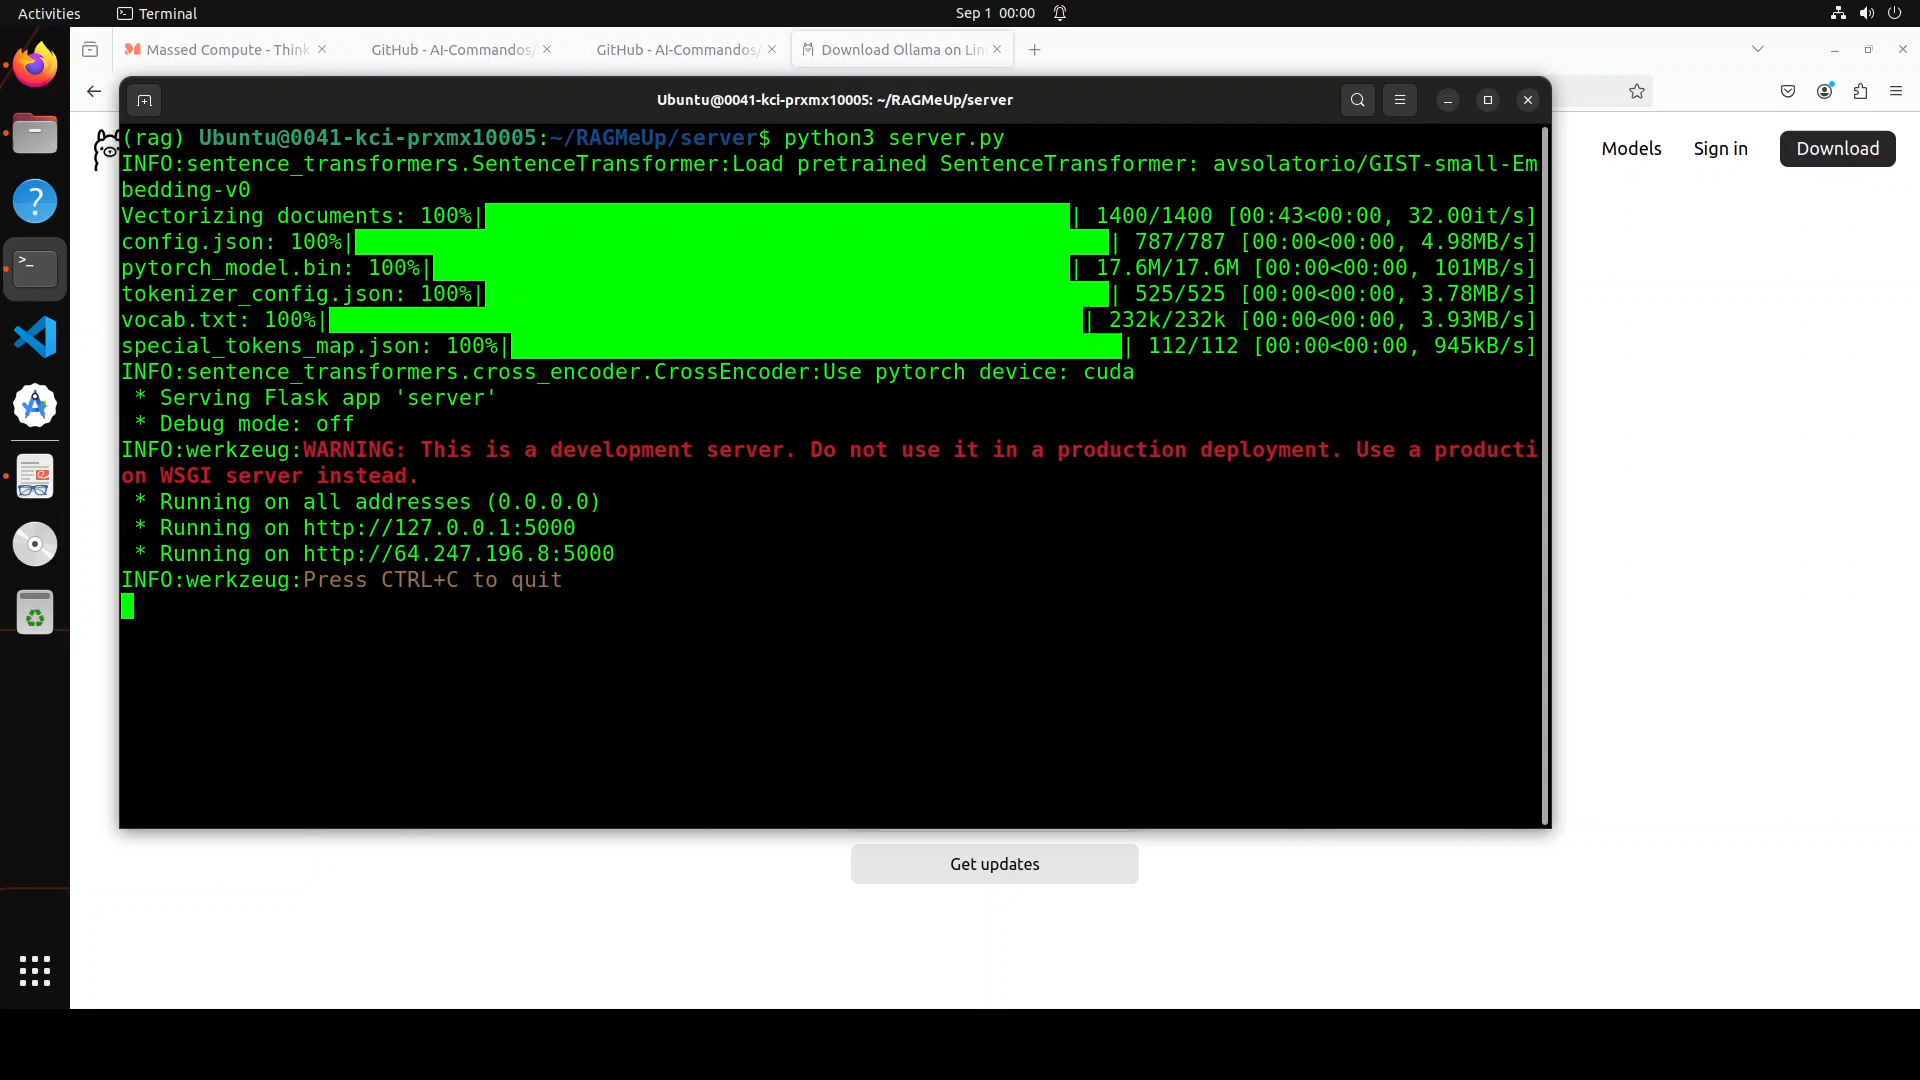 Activities
Terminal
Sep 1 00:00
Massed Compute - Think
GitHub - AI-Commandos/
GitHub - AI-Commandos/
Download Ollama on Lin
Ubuntu@0041-kci-prxmx10005: ~/RAGMeUp/server
Models
Sign in
Download
(rag) Ubuntu@0041-kci-prxmx10005:~/RAGMeUp/server$ python3 server.py
INFO:sentence_transformers.SentenceTransformer:Load pretrained SentenceTransformer: avsolatorio/GIST-small-Em
bedding-v0
Vectorizing documents: 100%| | 1400/1400 [00:43<00:00, 32.00it/s]
config.json: 100%| | 787/787 [00:00<00:00, 4.98MB/s]
pytorch_model.bin: 100%| | 17.6M/17.6M [00:00<00:00, 101MB/s]
tokenizer_config.json: 100%| | 525/525 [00:00<00:00, 3.78MB/s]
vocab.txt: 100%| | 232k/232k [00:00<00:00, 3.93MB/s]
special_tokens_map.json: 100%| | 112/112 [00:00<00:00, 945kB/s]
INFO:sentence_transformers.cross_encoder.CrossEncoder:Use pytorch device: cuda
* Serving Flask app 'server'
* Debug mode: off
INFO:werkzeug:WARNING: This is a development server. Do not use it in a production deployment. Use a producti
on WSGI server instead.
* Running on all addresses (0.0.0.0)
* Running on http://127.0.0.1:5000
* Running on http://64.247.196.8:5000
INFO:werkzeug:Press CTRL+C to quit
Get updates